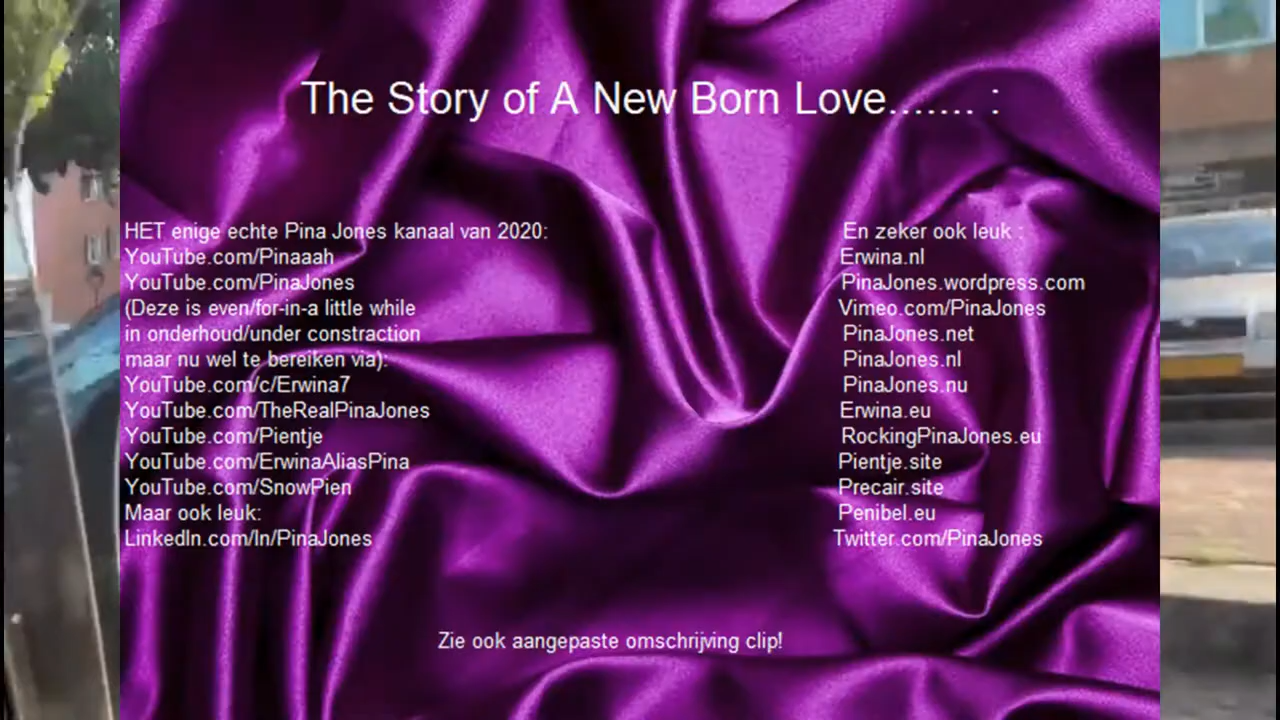 The Story of A New Born Love....... :
HET enige echte Pina Jones kanaal van 2020:
YouTube.com/Pinaaah
YouTube.com/PinaJones
(Deze is even/for-in-a little while
in onderhoud/under constraction
maar nu wel te bereiken via):
YouTube.com/c/Erwina7
YouTube.com/TheRealPinaJones
YouTube.com/Pientje
YouTube.com/ErwinaAliasPina
YouTube.com/SnowPien
Maar ook leuk:
LinkedIn.com/In/PinaJones
En zeker ook leuk :
Erwina.nl
PinaJones.wordpress.com
Vimeo.com/PinaJones
PinaJones.net
PinaJones.nl
PinaJones.nu
Erwina.eu
RockingPinaJones.eu
Pientje.site
Precair.site
Penibel.eu
Twitter.com/PinaJones
Zie ook aangepaste omschrijving clip!